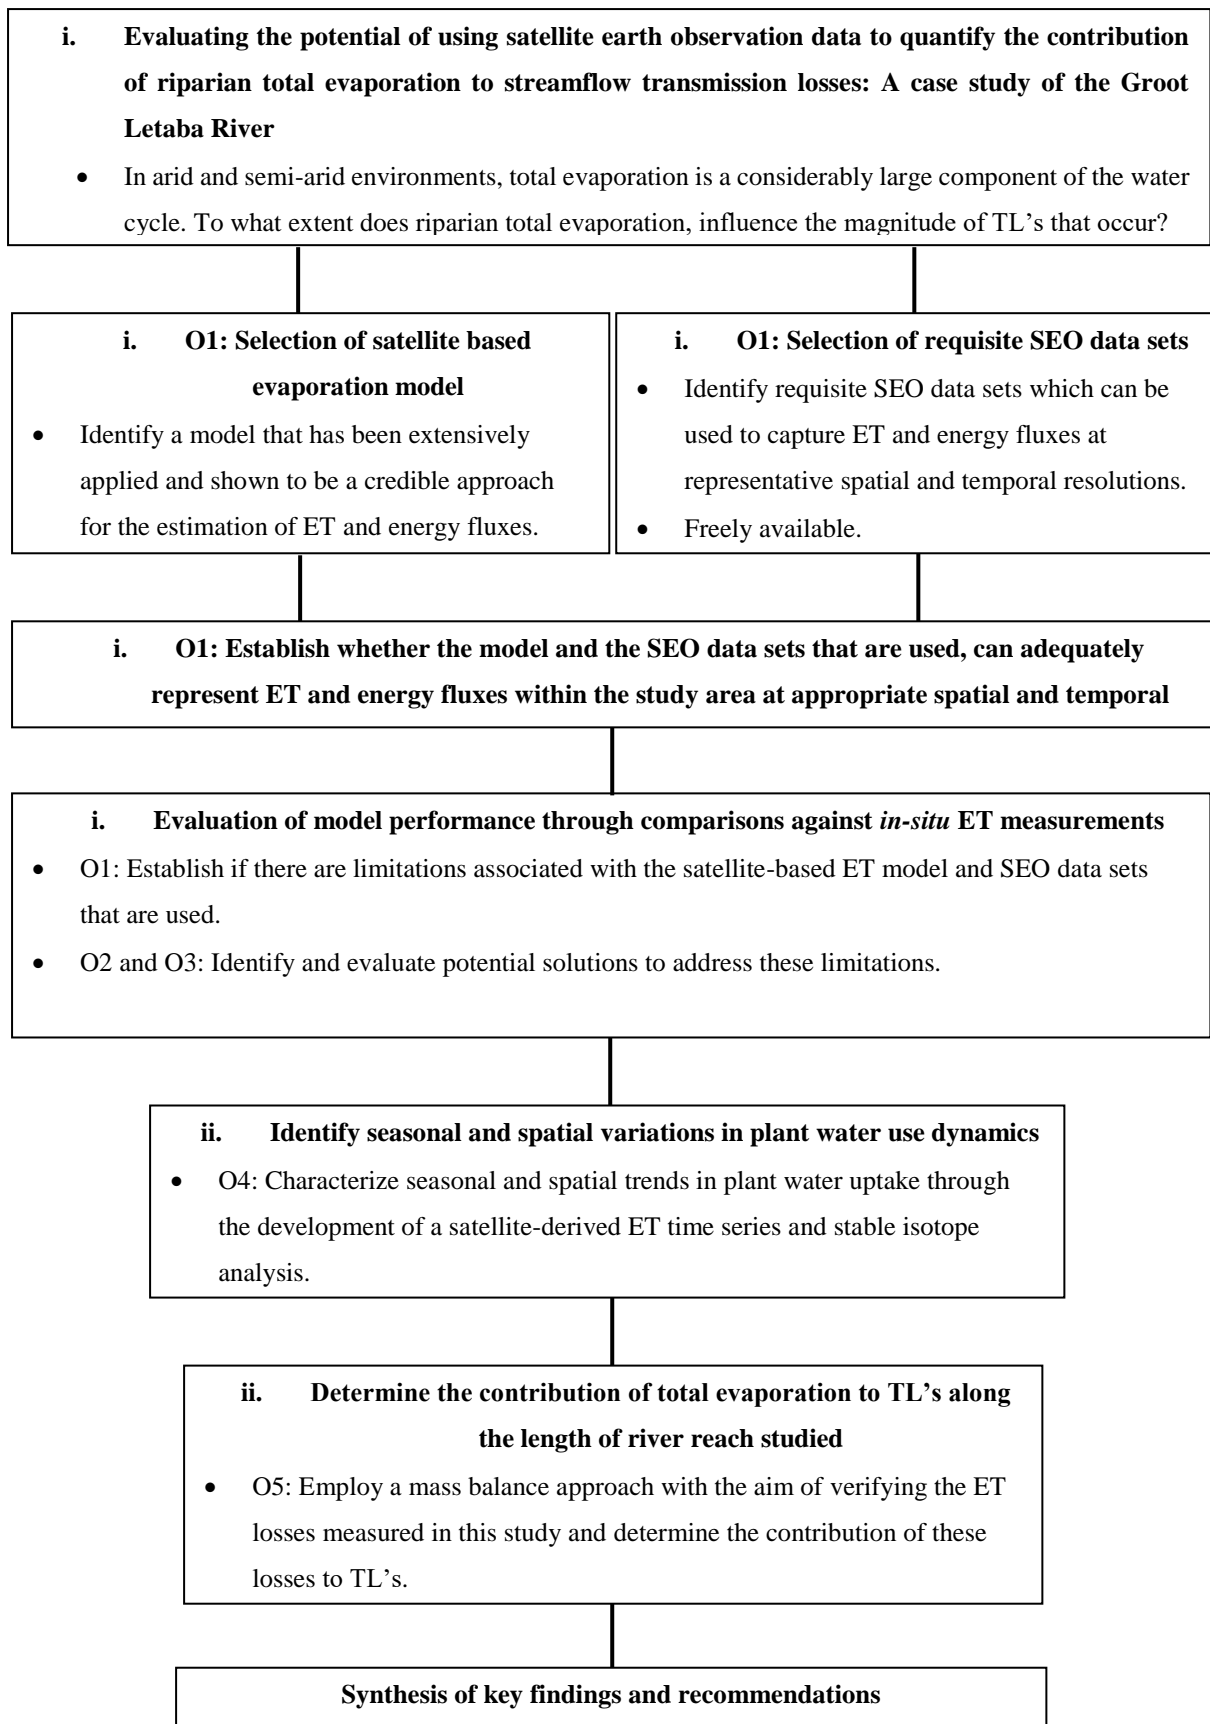 i. Evaluating the potential of using satellite earth observation data to quantify the contribution
of riparian total evaporation to streamflow transmission losses: A case study of the Groot
Letaba River
• In arid and semi-arid environments, total evaporation is a considerably large component of the water
cycle. To what extent does riparian total evaporation, influence the magnitude of TL's that occur?
i. O1: Selection of satellite based
evaporation model
• Identify a model that has been extensively
applied and shown to be a credible approach
for the estimation of ET and energy fluxes.
i. O1: Selection of requisite SEO data sets
• Identify requisite SEO data sets which can be
used to capture ET and energy fluxes at
representative spatial and temporal resolutions.
• Freely available.
i. O1: Establish whether the model and the SEO data sets that are used, can adequately
represent ET and energy fluxes within the study area at appropriate spatial and temporal
i. Evaluation of model performance through comparisons against in-situ ET measurements
• O1: Establish if there are limitations associated with the satellite-based ET model and SEO data sets
that are used.
• O2 and O3: Identify and evaluate potential solutions to address these limitations.
ii. Identify seasonal and spatial variations in plant water use dynamics
• O4: Characterize seasonal and spatial trends in plant water uptake through
the development of a satellite-derived ET time series and stable isotope
analysis.
ii. Determine the contribution of total evaporation to TL’s along
the length of river reach studied
• O5: Employ a mass balance approach with the aim of verifying the ET
losses measured in this study and determine the contribution of these
losses to TL’s.
Synthesis of key findings and recommendations